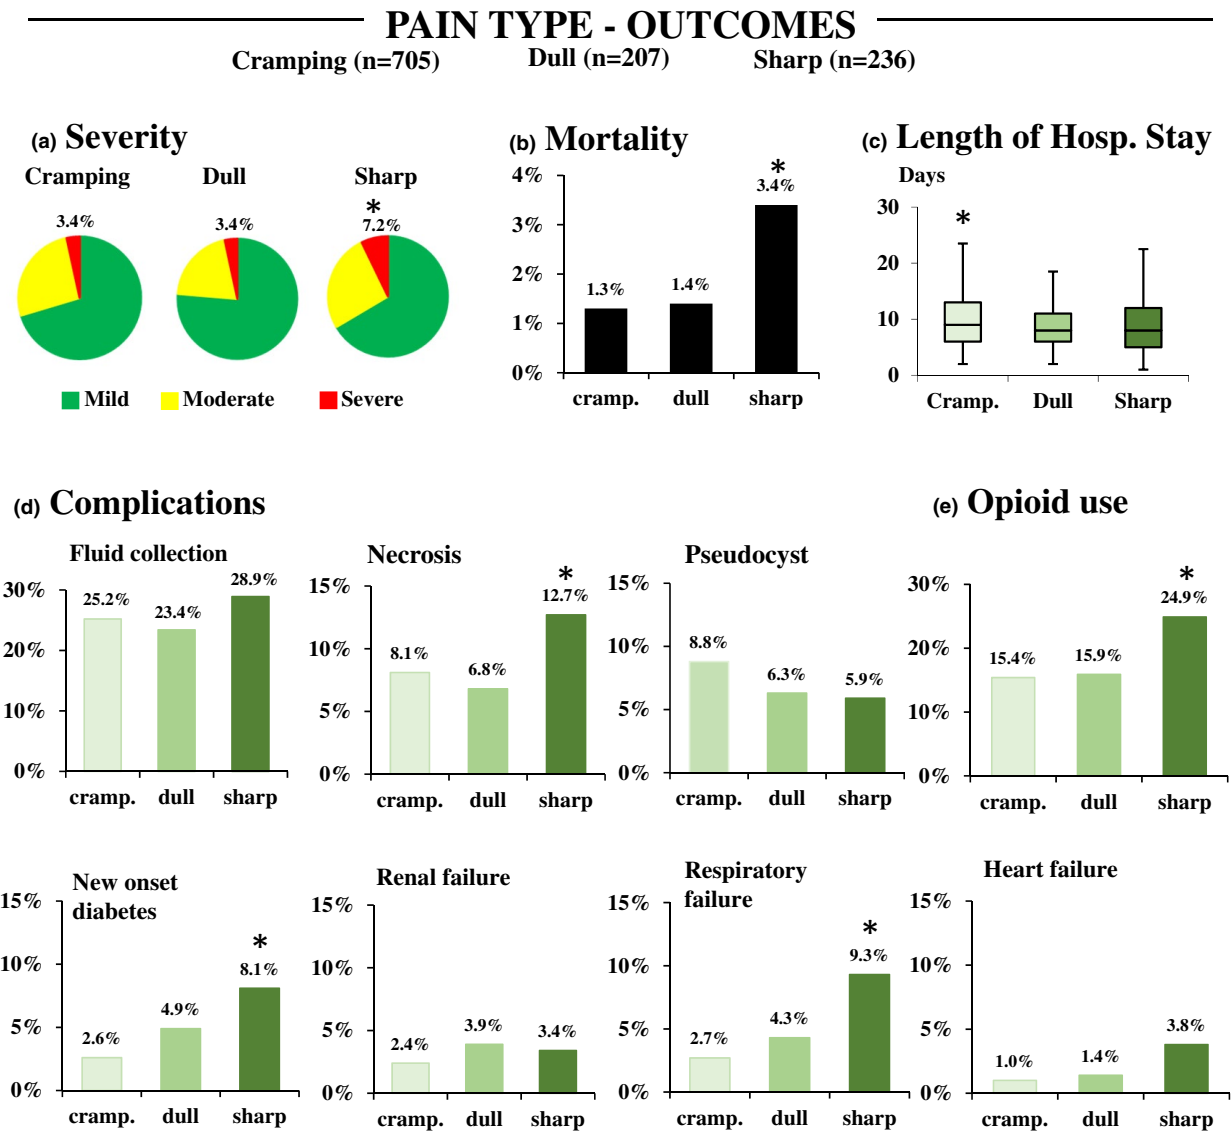 PAIN TYPE - OUTCOMES
Cramping (n=705) Dull (n=207) Sharp (n=236)
(a) Severity
Cramping Dull Sharp
*
3.4% 3.4% 7.2%
Mild Moderate Severe
(b) Mortality
4%
3%
2%
1%
0%
1.3% 1.4% 3.4%
*
cramp. dull sharp
(c) Length of Hosp. Stay
Days
30
20
10
0
*
Cramp. Dull Sharp
(d) Complications
Fluid collection
30%
20%
10%
0%
25.2% 23.4% 28.9%
cramp. dull sharp
Necrosis
15%
10%
5%
0%
8.1% 6.8% 12.7%
*
cramp. dull sharp
Pseudocyst
15%
10%
5%
0%
8.8% 6.3% 5.9%
cramp. dull sharp
(e) Opioid use
30%
20%
10%
0%
15.4% 15.9% 24.9%
*
cramp. dull sharp
New onset
diabetes
15%
10%
5%
0%
2.6% 4.9% 8.1%
*
cramp. dull sharp
Renal failure
15%
10%
5%
0%
2.4% 3.9% 3.4%
cramp. dull sharp
Respiratory
failure
15%
10%
5%
0%
2.7% 4.3% 9.3%
*
cramp. dull sharp
Heart failure
15%
10%
5%
0%
1.0% 1.4% 3.8%
cramp. dull sharp